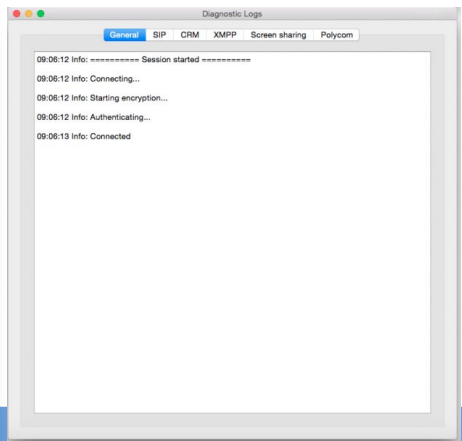 Diagnostic Logs
General SIP CRM XMPP Screen sharing Polycom
09:06:12 Info: ========== Session started ==========
09:06:12 Info: Connecting...
09:06:12 Info: Starting encryption...
09:06:12 Info: Authenticating...
09:06:13 Info: Connected